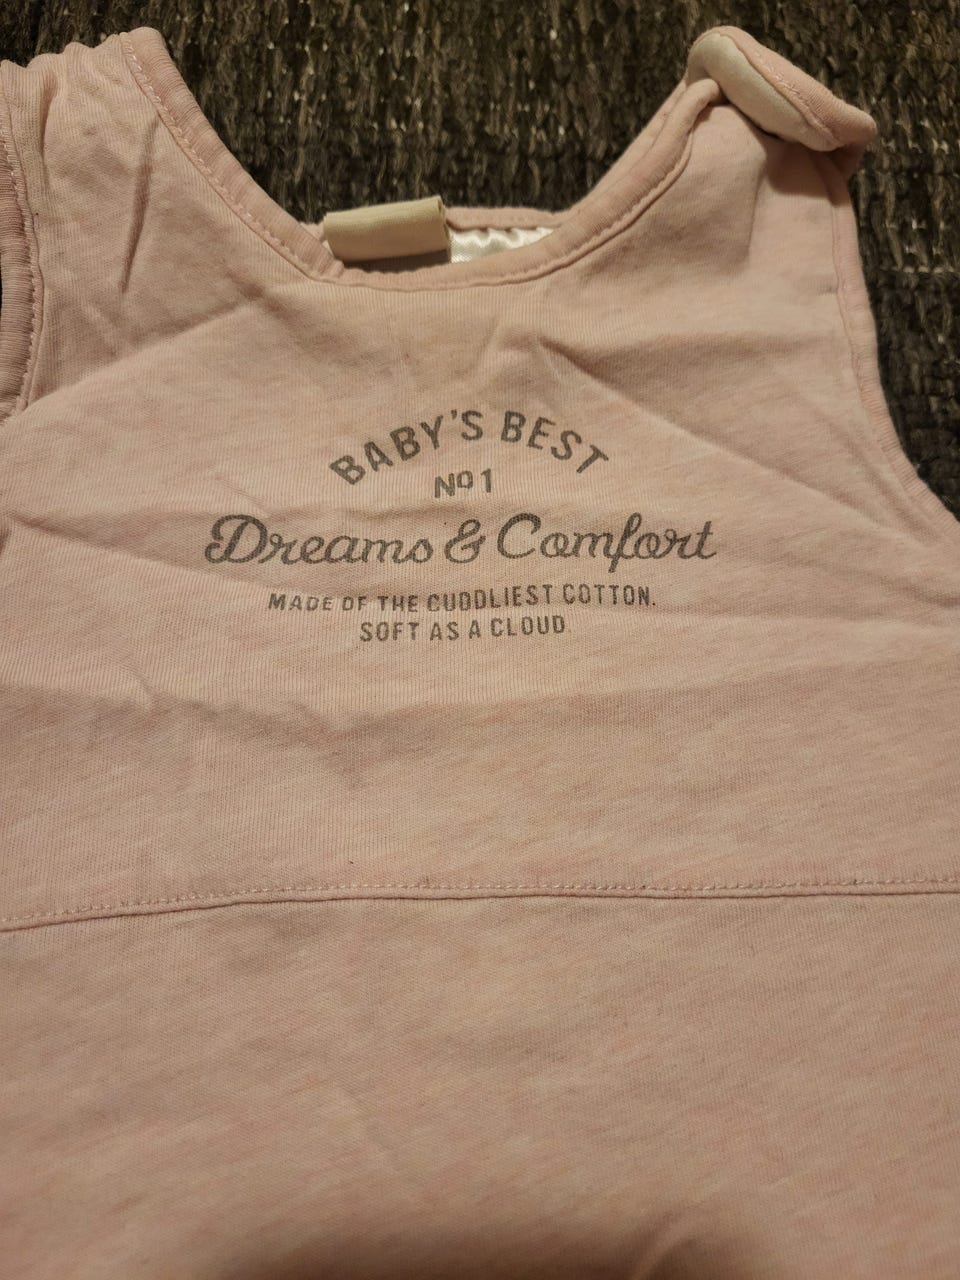 BABY'S BEST
Nº1
Dreams & Comfort
MADE OF THE CUDDLIEST COTTON.
SOFT AS A CLOUD